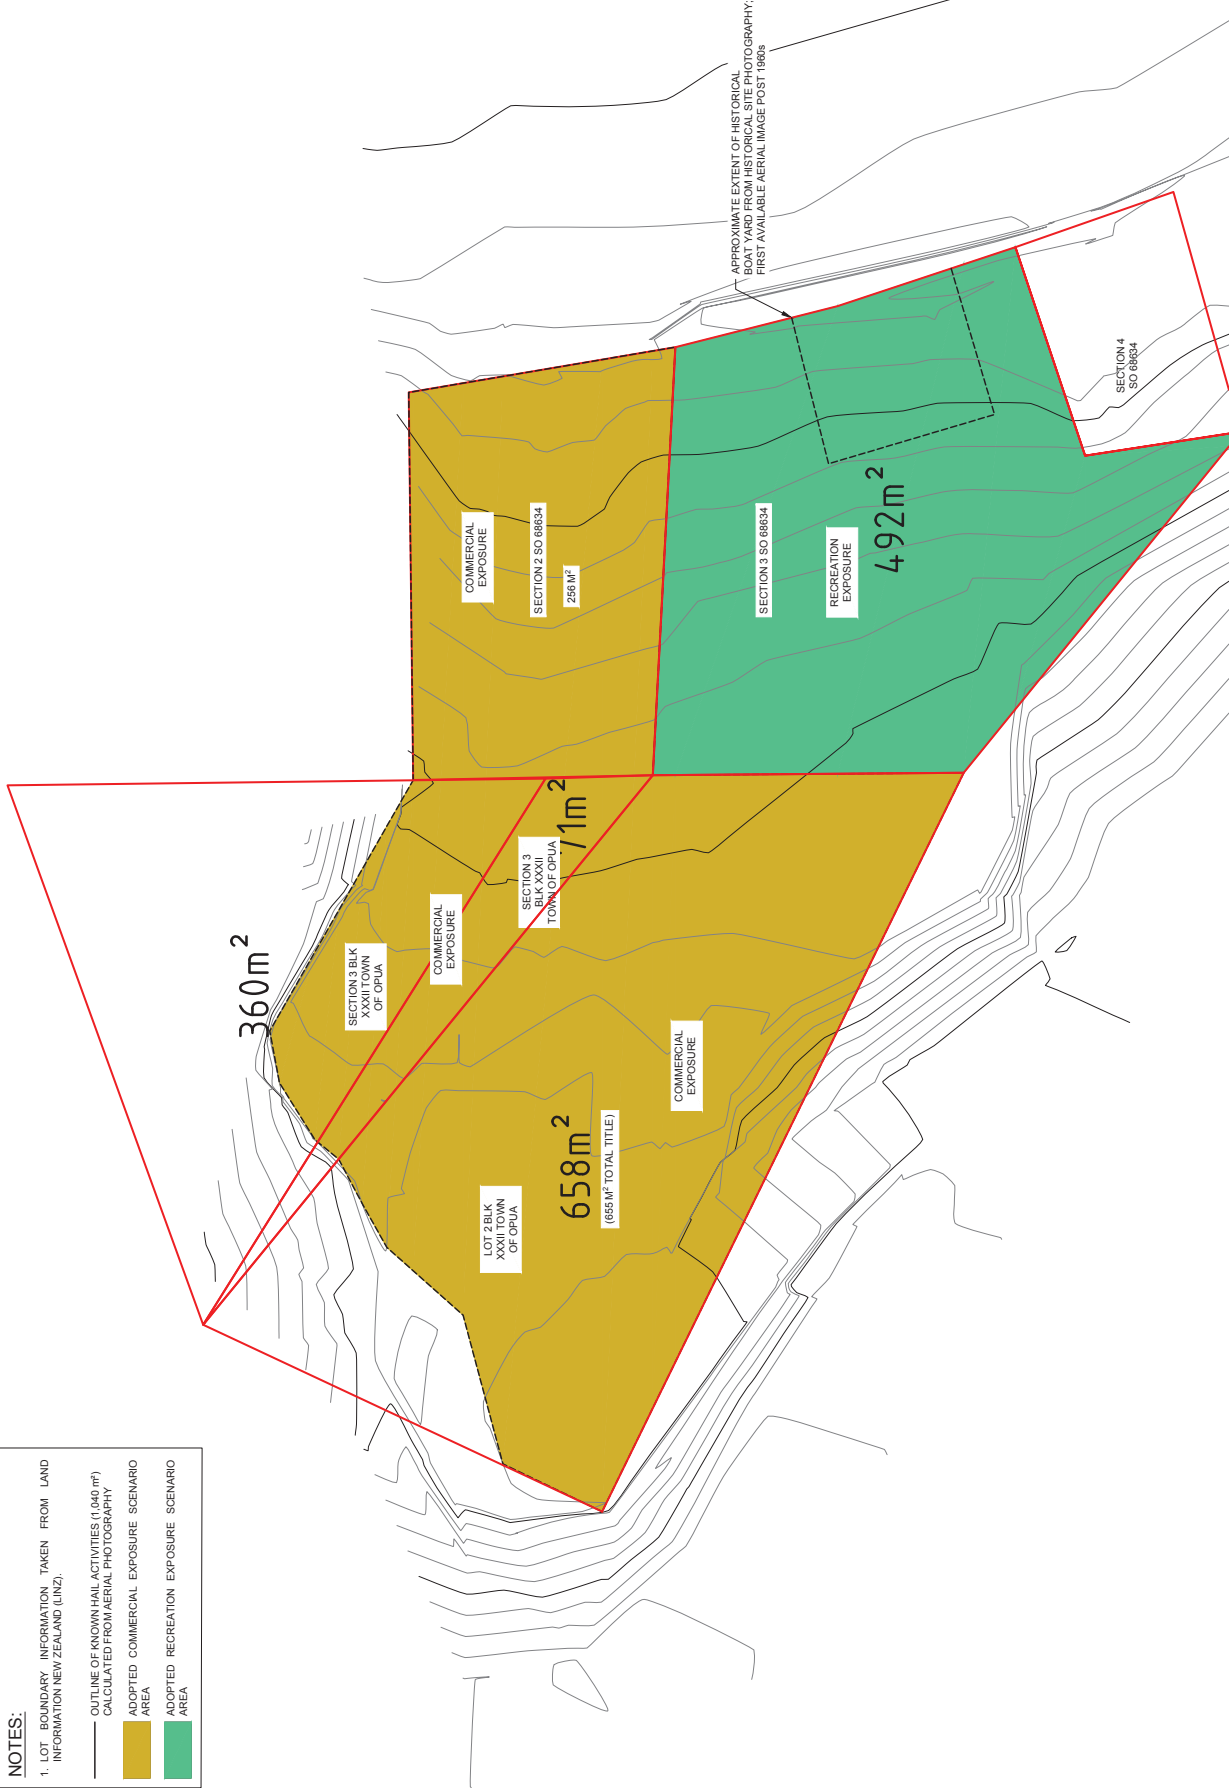 NOTES:
1. LOT BOUNDARY INFORMATION TAKEN FROM LAND
INFORMATION NEW ZEALAND (LINZ).
OUTLINE OF KNOWN HAIL ACTIVITIES (1,040 m²)
CALCULATED FROM AERIAL PHOTOGRAPHY
ADOPTED COMMERCIAL EXPOSURE SCENARIO
AREA
ADOPTED RECREATION EXPOSURE SCENARIO
AREA
360m²
SECTION 3 BLK
XXXII TOWN
OF OPUA
COMMERCIAL
EXPOSURE
SECTION 3
BLK XXXII
TOWN OF OPUA
71m²
LOT 2 BLK
XXXII TOWN
OF OPUA
658m²
(655 M² TOTAL TITLE)
COMMERCIAL
EXPOSURE
COMMERCIAL
EXPOSURE
SECTION 2 SO 68634
256 M²
SECTION 3 SO 68634
RECREATION
EXPOSURE
492m²
APPROXIMATE EXTENT OF HISTORICAL
BOAT YARD FROM HISTORICAL SITE PHOTOGRAPHY;
FIRST AVAILABLE AERIAL IMAGE POST 1960s
SECTION 4
SO 68634